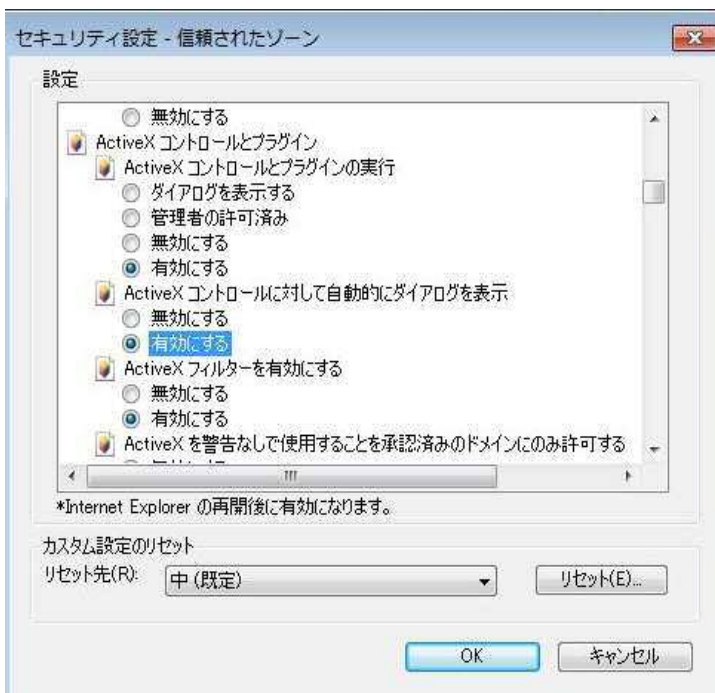 セキュリティ設定 - 信頼されたゾーン
設定
無効にする
ActiveX コントロールとプラグイン
ActiveX コントロールとプラグインの実行
ダイアログを表示する
管理者の許可済み
無効にする
有効にする
ActiveX コントロールに対して自動的にダイアログを表示
無効にする
有効にする
ActiveX フィルターを有効にする
無効にする
有効にする
ActiveX を警告なしで使用することを承認済みのドメインにのみ許可する
*Internet Explorer の再開後に有効になります。
カスタム設定のリセット
リセット先(R): 中 (既定) リセット(E)...
OK キャンセル